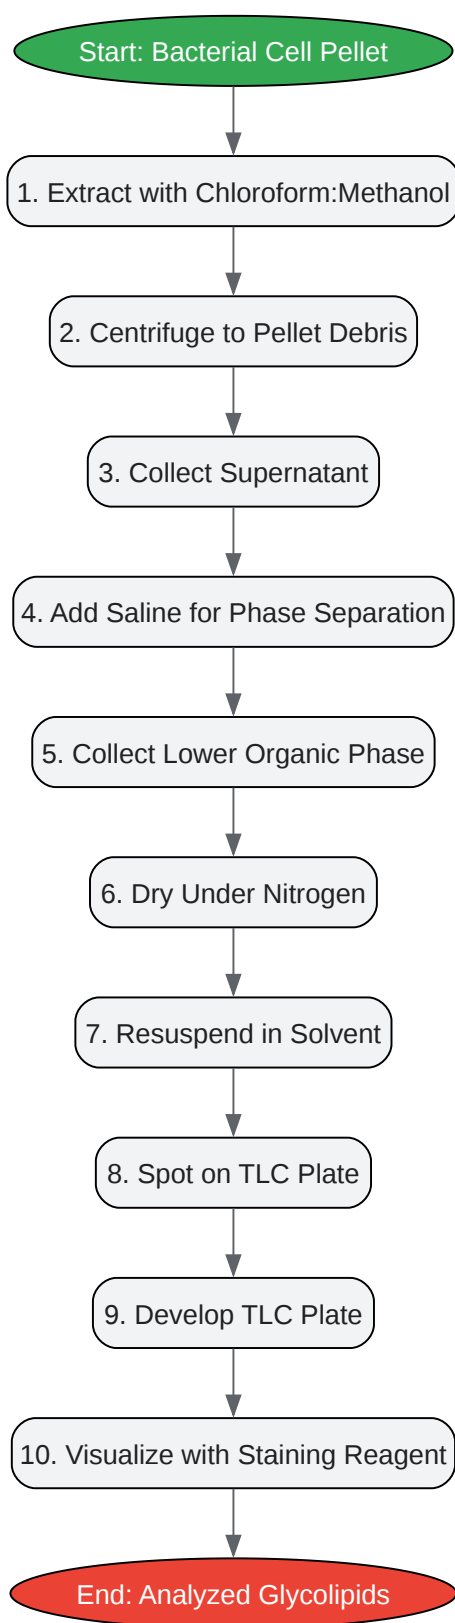 Start: Bacterial Cell Pellet
1. Extract with Chloroform:Methanol
2. Centrifuge to Pellet Debris
3. Collect Supernatant
4. Add Saline for Phase Separation
5. Collect Lower Organic Phase
6. Dry Under Nitrogen
7. Resuspend in Solvent
8. Spot on TLC Plate
9. Develop TLC Plate
10. Visualize with Staining Reagent
End: Analyzed Glycolipids